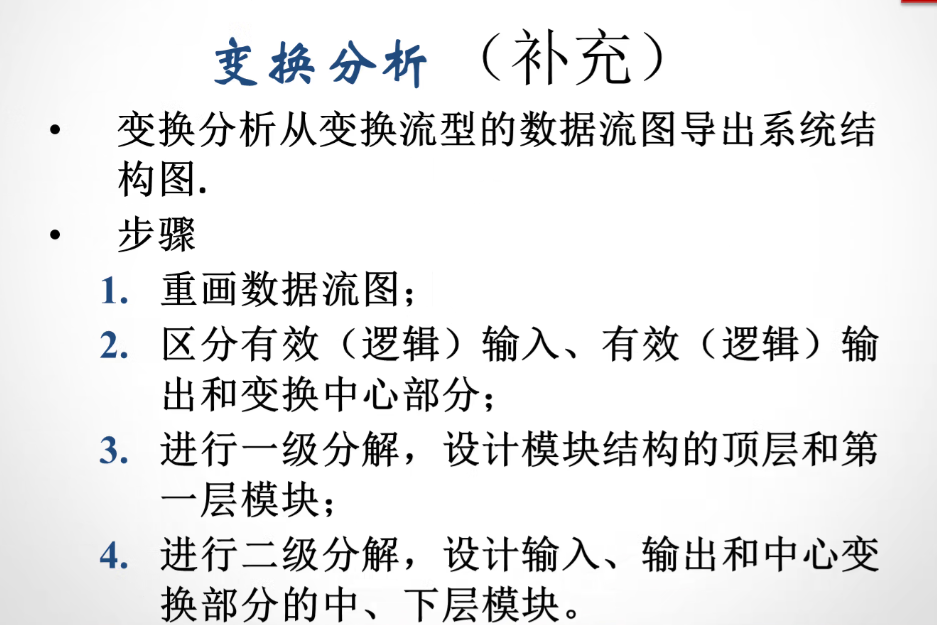 变换分析（补充）
• 变换分析从变换流型的数据流图导出系统结
构图.
• 步骤
1. 重画数据流图；
2. 区分有效（逻辑）输入、有效（逻辑）输
出和变换中心部分；
3. 进行一级分解，设计模块结构的顶层和第
一层模块；
4. 进行二级分解，设计输入、输出和中心变
换部分的中、下层模块。